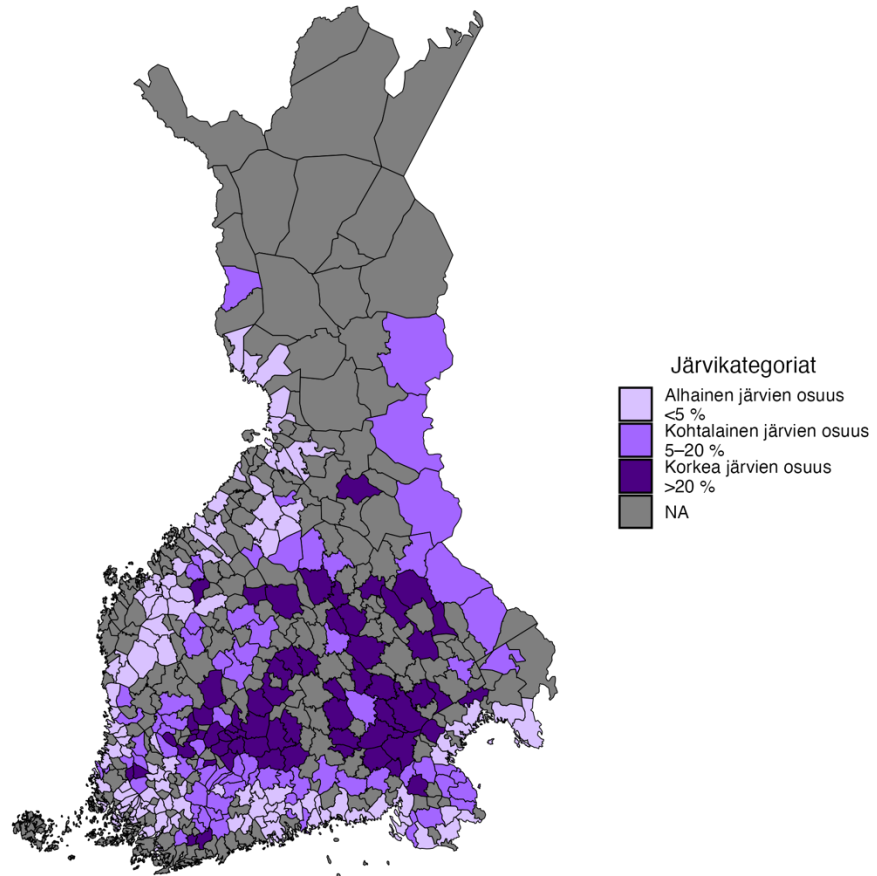 Järvikategoriat
Alhainen järvien osuus
<5 %
Kohtalainen järvien osuus
5–20 %
Korkea järvien osuus
>20 %
NA